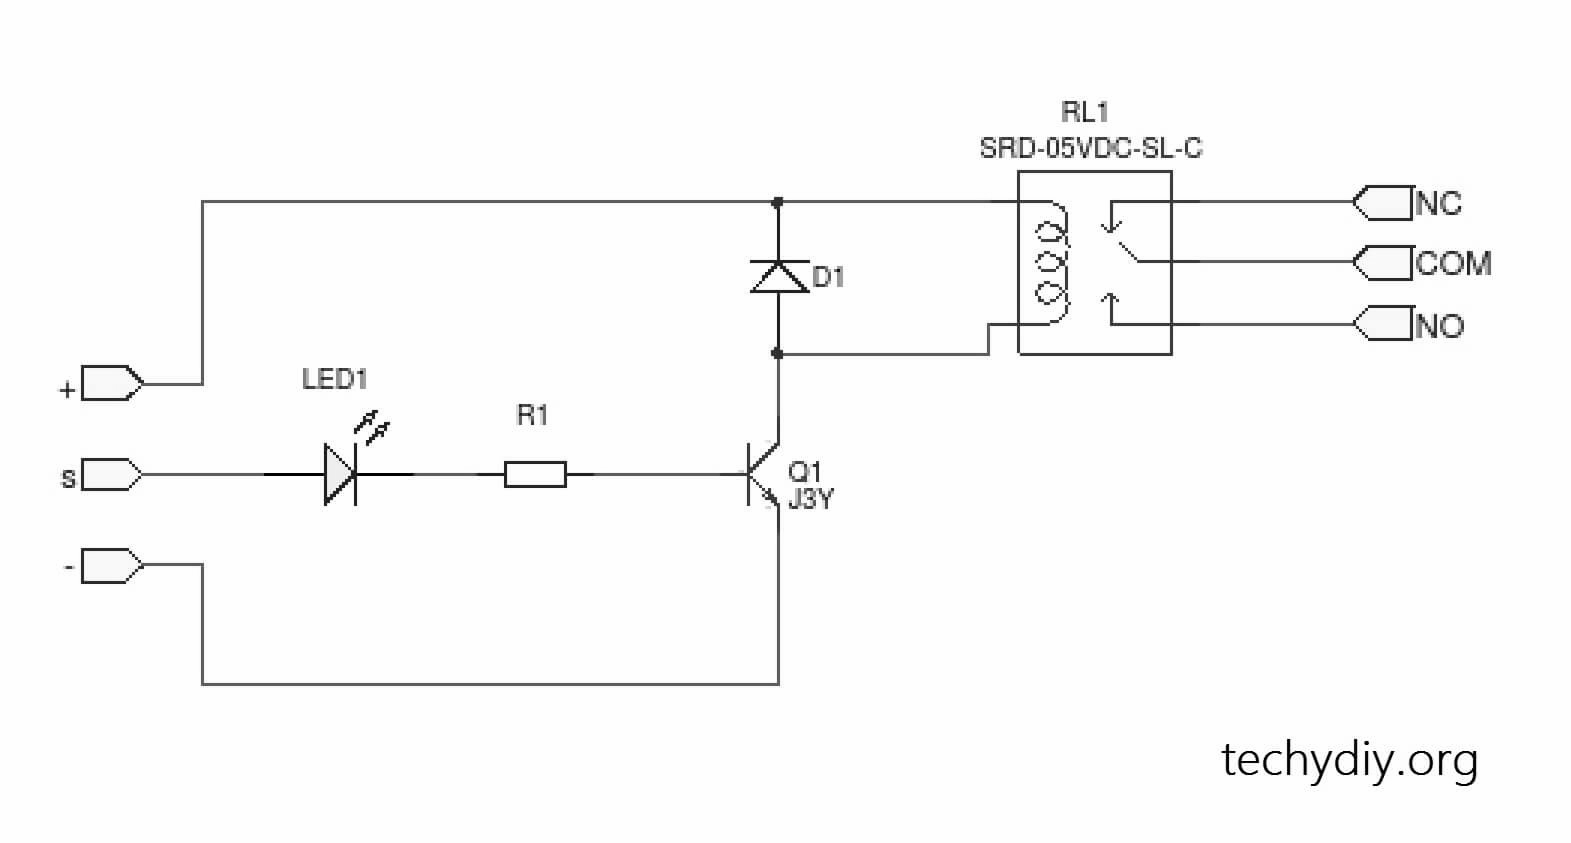 RL1
SRD-05VDC-SL-C
NC
COM
NO
D1
+
LED1
R1
s
Q1
J3Y
-
techydiy.org